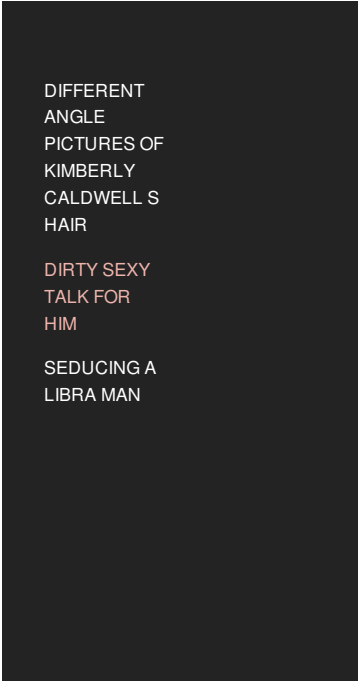 DIFFERENT
ANGLE
PICTURES OF
KIMBERLY
CALDWELL S
HAIR
DIRTY SEXY
TALK FOR
HIM
SEDUCING A
LIBRA MAN